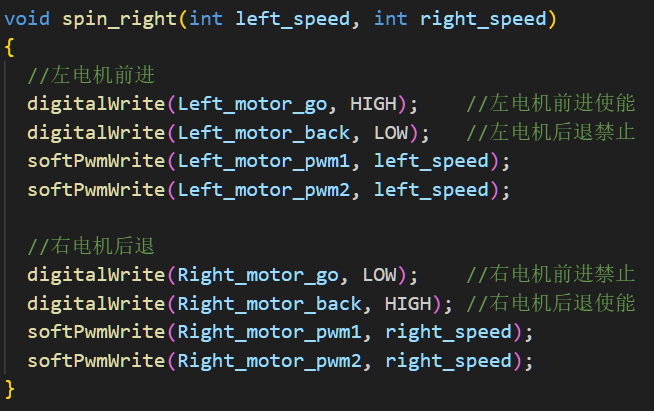 void spin_right(int left_speed, int right_speed)
{
  //左电机前进
  digitalWrite(Left_motor_go, HIGH);    //左电机前进使能
  digitalWrite(Left_motor_back, LOW);   //左电机后退禁止
  softPwmWrite(Left_motor_pwm1, left_speed);
  softPwmWrite(Left_motor_pwm2, left_speed);

  //右电机后退
  digitalWrite(Right_motor_go, LOW);    //右电机前进禁止
  digitalWrite(Right_motor_back, HIGH); //右电机后退使能
  softPwmWrite(Right_motor_pwm1, right_speed);
  softPwmWrite(Right_motor_pwm2, right_speed);
}